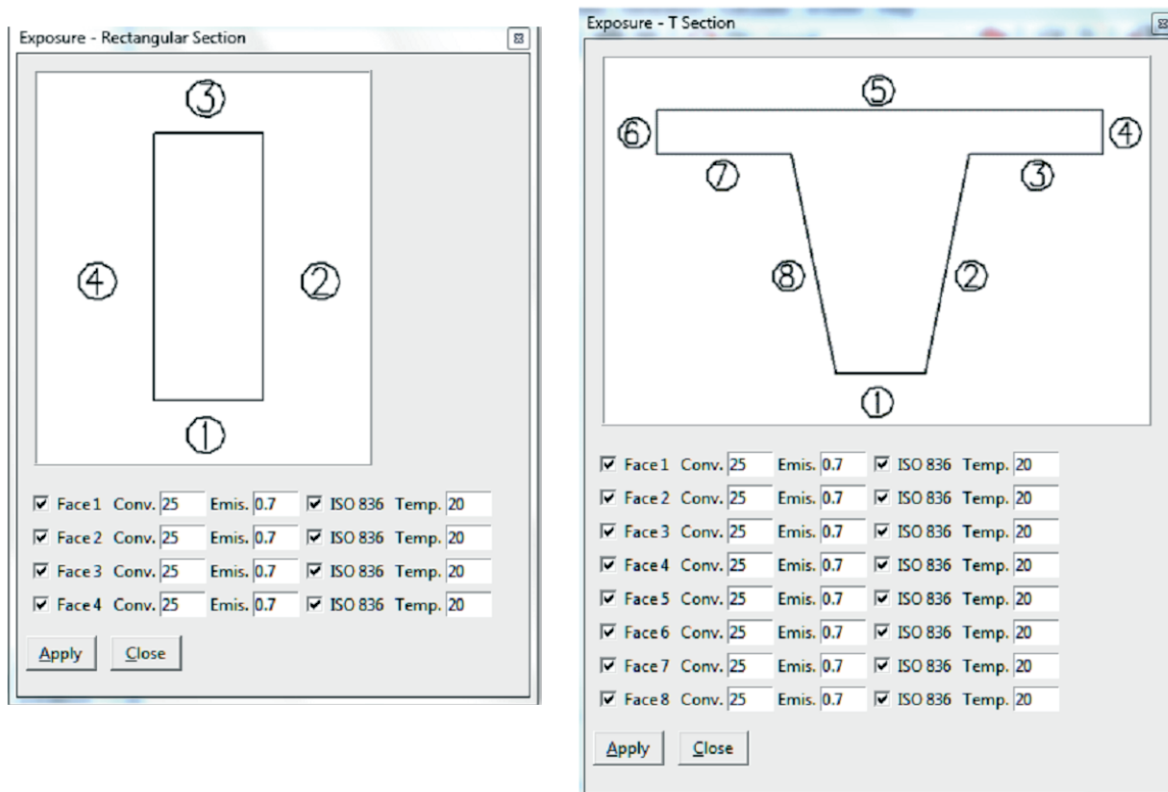 Exposure - Rectangular Section
③
④
②
①
Face 1 Conv. 25 Emis. 0.7 ISO 836 Temp. 20
Face 2 Conv. 25 Emis. 0.7 ISO 836 Temp. 20
Face 3 Conv. 25 Emis. 0.7 ISO 836 Temp. 20
Face 4 Conv. 25 Emis. 0.7 ISO 836 Temp. 20
Apply Close
Exposure - T Section
⑤
⑥ ④
⑦ ③
⑧ ②
①
Face 1 Conv. 25 Emis. 0.7 ISO 836 Temp. 20
Face 2 Conv. 25 Emis. 0.7 ISO 836 Temp. 20
Face 3 Conv. 25 Emis. 0.7 ISO 836 Temp. 20
Face 4 Conv. 25 Emis. 0.7 ISO 836 Temp. 20
Face 5 Conv. 25 Emis. 0.7 ISO 836 Temp. 20
Face 6 Conv. 25 Emis. 0.7 ISO 836 Temp. 20
Face 7 Conv. 25 Emis. 0.7 ISO 836 Temp. 20
Face 8 Conv. 25 Emis. 0.7 ISO 836 Temp. 20
Apply Close